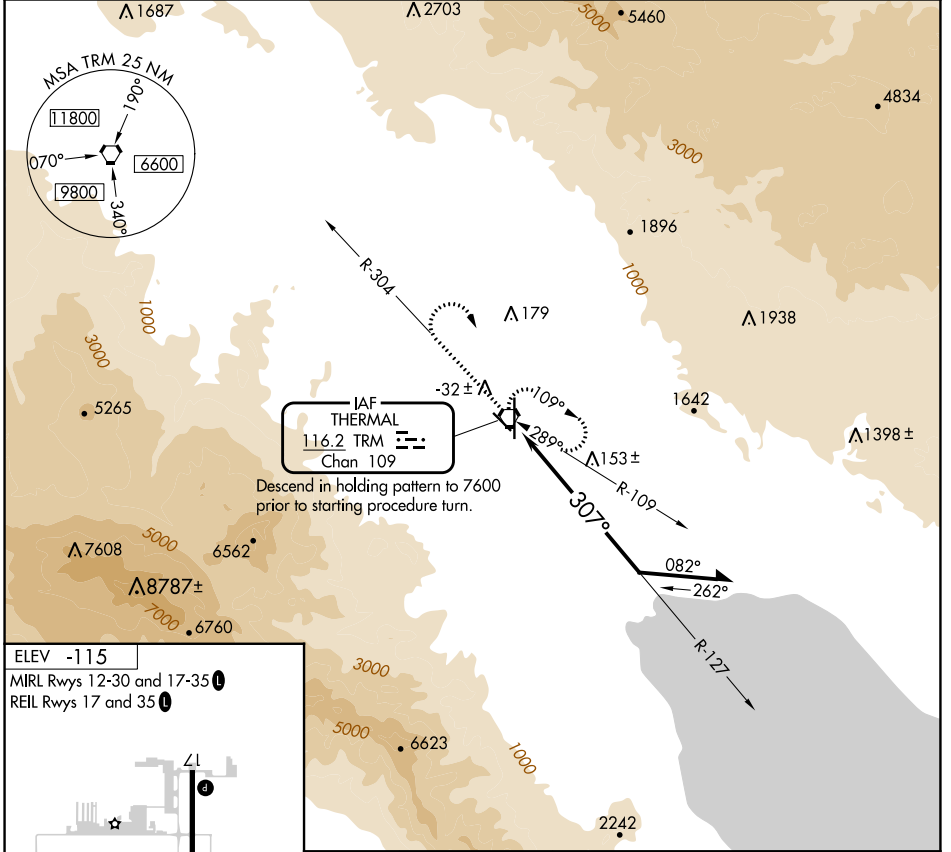 1687
2703
5000
5460
MSA TRM 25 NM
190°
11800
070°
6600
9800
340°
4834
3000
1896
1000
R-304
179
1938
1000
3000
5265
-32 ±
109°
1642
IAF
THERMAL
116.2 TRM
Chan 109
289°
153 ±
1398 ±
Descend in holding pattern to 7600
prior to starting procedure turn.
R-109
307°
5000
7608
6562
082°
262°
8787±
7000
6760
R-127
ELEV -115
MIRL Rwys 12-30 and 17-35 L
REIL Rwys 17 and 35 L
3000
5000
6623
1000
17
P
2242